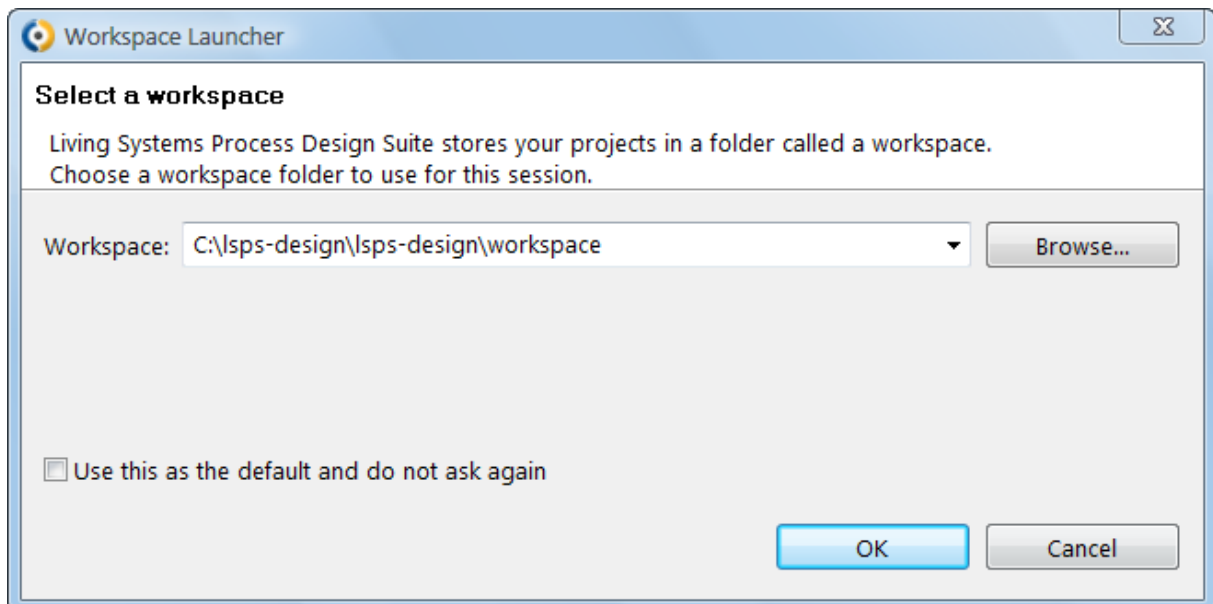 Workspace Launcher
Select a workspace
Living Systems Process Design Suite stores your projects in a folder called a workspace.
Choose a workspace folder to use for this session.
Workspace: C:\lsps-design\lsps-design\workspace Browse...
Use this as the default and do not ask again
OK Cancel